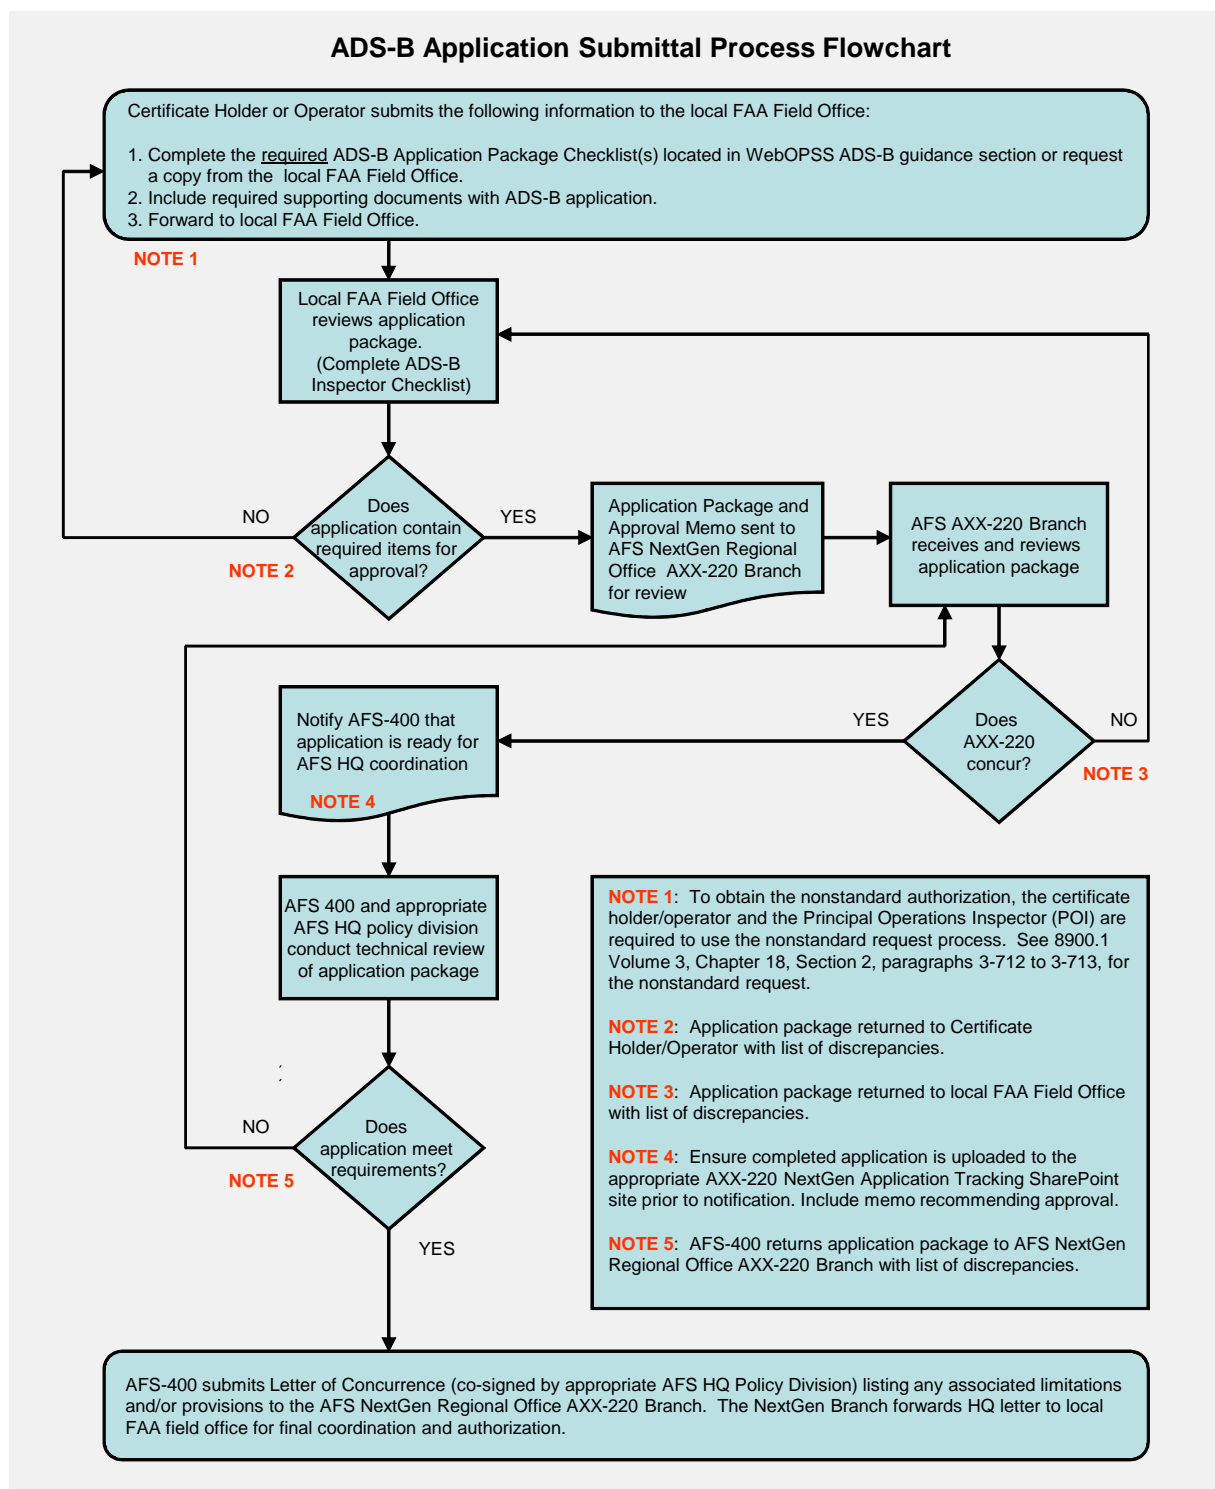 ADS-B Application Submittal Process Flowchart
Certificate Holder or Operator submits the following information to the local FAA Field Office:
1. Complete the required ADS-B Application Package Checklist(s) located in WebOPSS ADS-B guidance section or request
a copy from the local FAA Field Office.
2. Include required supporting documents with ADS-B application.
3. Forward to local FAA Field Office.
NOTE 1
Local FAA Field Office
reviews application
package.
(Complete ADS-B
Inspector Checklist)
Does
application contain
required items for
approval?
NO
NOTE 2
YES
Application Package and
Approval Memo sent to
AFS NextGen Regional
Office AXX-220 Branch
for review
AFS AXX-220 Branch
receives and reviews
application package
Does
AXX-220
concur?
YES
NO
NOTE 3
Notify AFS-400 that
application is ready for
AFS HQ coordination
NOTE 4
AFS 400 and appropriate
AFS HQ policy division
conduct technical review
of application package
Does
application meet
requirements?
NO
NOTE 5
YES
NOTE 1: To obtain the nonstandard authorization, the certificate
holder/operator and the Principal Operations Inspector (POI) are
required to use the nonstandard request process. See 8900.1
Volume 3, Chapter 18, Section 2, paragraphs 3-712 to 3-713, for
the nonstandard request.
NOTE 2: Application package returned to Certificate
Holder/Operator with list of discrepancies.
NOTE 3: Application package returned to local FAA Field Office
with list of discrepancies.
NOTE 4: Ensure completed application is uploaded to the
appropriate AXX-220 NextGen Application Tracking SharePoint
site prior to notification. Include memo recommending approval.
NOTE 5: AFS-400 returns application package to AFS NextGen
Regional Office AXX-220 Branch with list of discrepancies.
AFS-400 submits Letter of Concurrence (co-signed by appropriate AFS HQ Policy Division) listing any associated limitations
and/or provisions to the AFS NextGen Regional Office AXX-220 Branch. The NextGen Branch forwards HQ letter to local
FAA field office for final coordination and authorization.